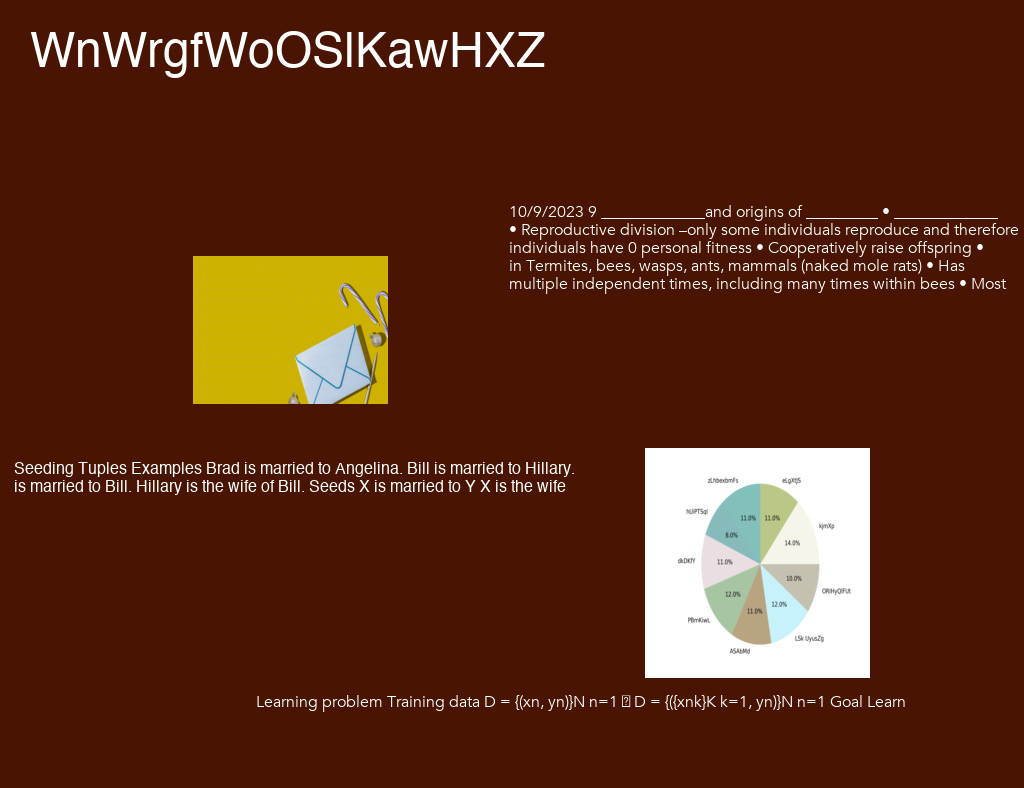 WnWrgfWoOSlKawHXZ
10/9/2023 9 _____________and origins of _________ • _____________
• Reproductive division –only some individuals reproduce and therefore
individuals have 0 personal fitness • Cooperatively raise offspring •
in Termites, bees, wasps, ants, mammals (naked mole rats) • Has
multiple independent times, including many times within bees • Most
Seeding Tuples Examples Brad is married to Angelina. Bill is married to Hillary.
is married to Bill. Hillary is the wife of Bill. Seeds X is married to Y X is the wife
zLhbexbmFs
eLgXtJS
hUiPTSql
11.0%
11.0%
kjmXp
8.0%
14.0%
dkDKfY
11.0%
10.0%
ORiHyQlFUt
12.0%
12.0%
11.0%
PBmKiwL
LSk UyusZg
ASAbMd
Learning problem Training data D = {(xn, yn)}N n=1 D = {({xnk}K k=1, yn)}N n=1 Goal Learn